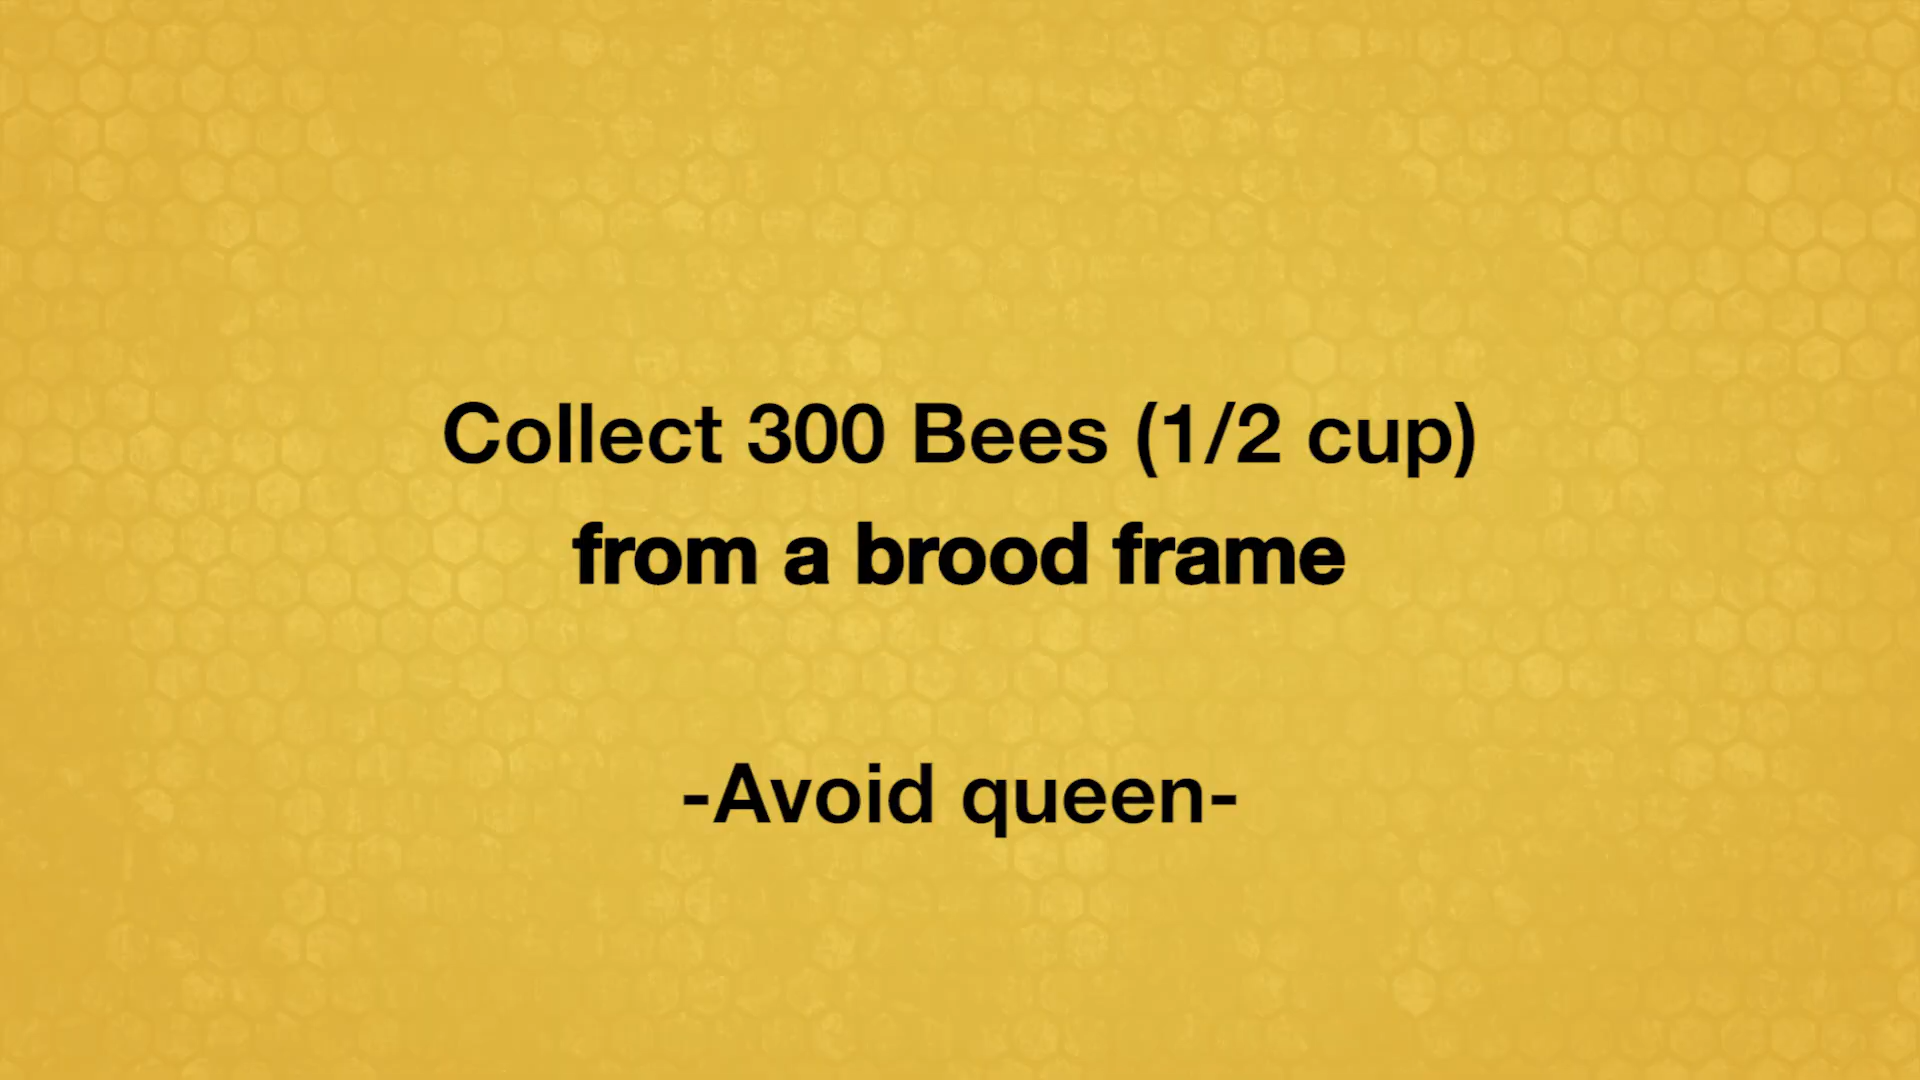 Collect 300 Bees (1/2 cup)
from a brood frame
-Avoid queen-